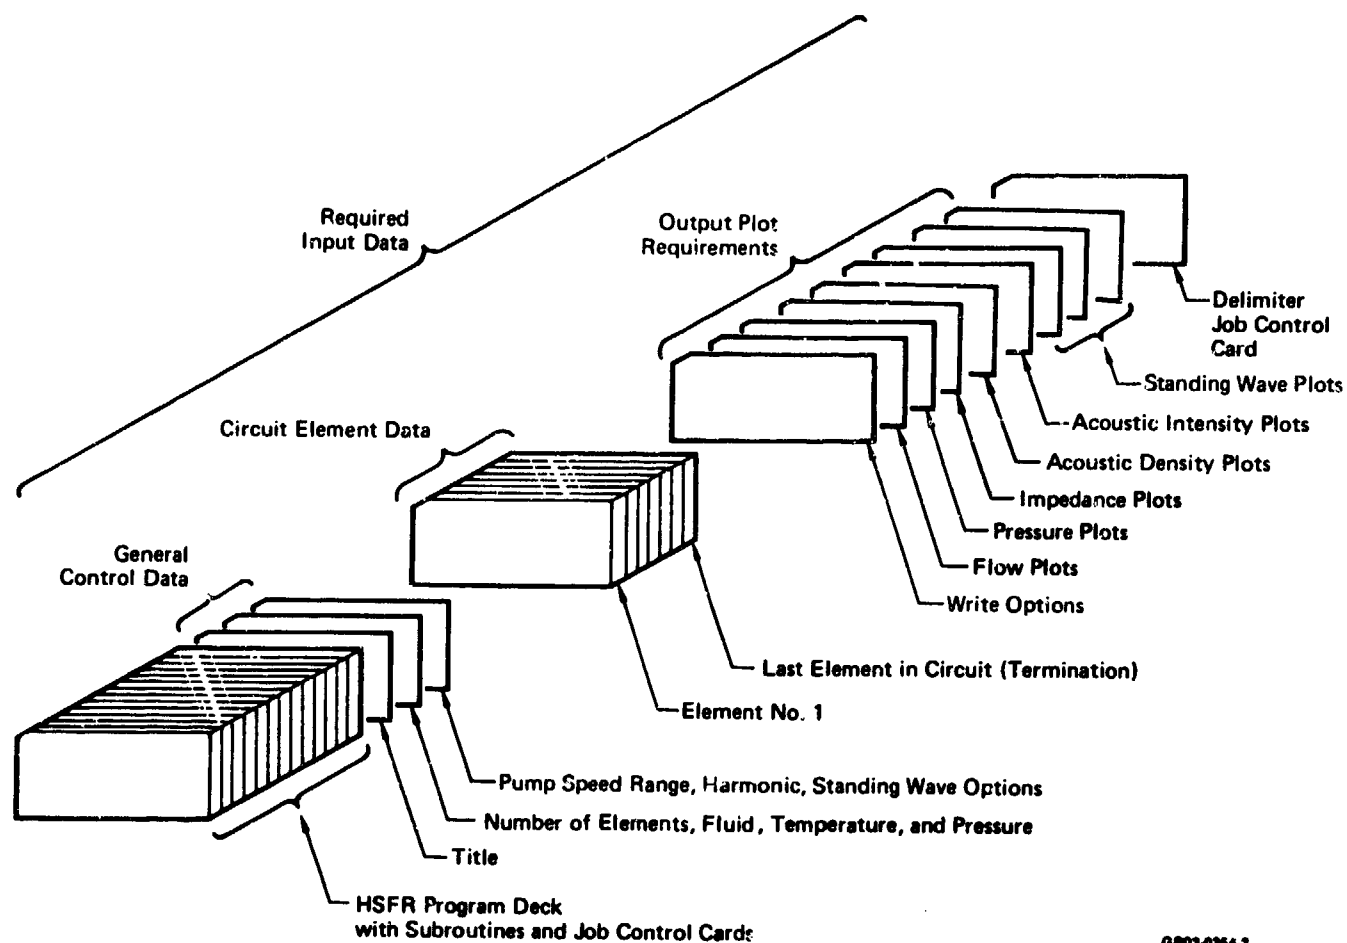 Required
Input Data
Output Plot
Requirements
Delimiter
Job Control
Card
Standing Wave Plots
Acoustic Intensity Plots
Acoustic Density Plots
Impedance Plots
Pressure Plots
Flow Plots
Write Options
Circuit Element Data
Last Element in Circuit (Termination)
Element No. 1
General
Control Data
Pump Speed Range, Harmonic, Standing Wave Options
Number of Elements, Fluid, Temperature, and Pressure
Title
HSFR Program Deck
with Subroutines and Job Control Cards